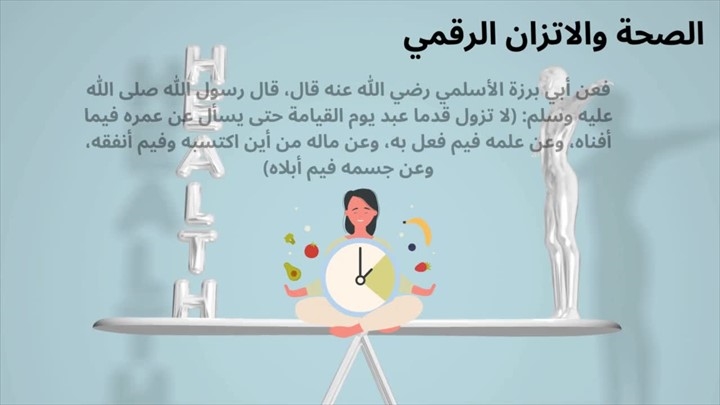 الصحة والاتزان الرقمي
فعن أبي برزة الأسلمي رضي الله عنه قال، قال رسول الله صلى الله
عليه وسلم: (لا تزول قدما عبد يوم القيامة حتى يسأل عن عمره فيما
أفناه، وعن علمه فيم فعل به، وعن ماله من أين اكتسبه وفيم أنفقه،
وعن جسمه فيم أبلاه)
HEALTH